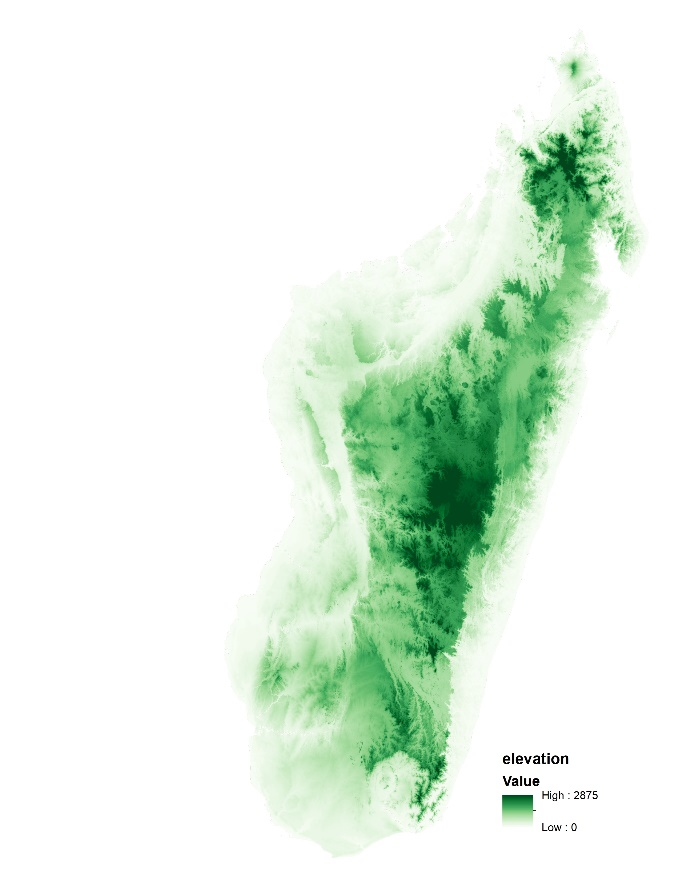 elevation
Value
High : 2875
Low : 0